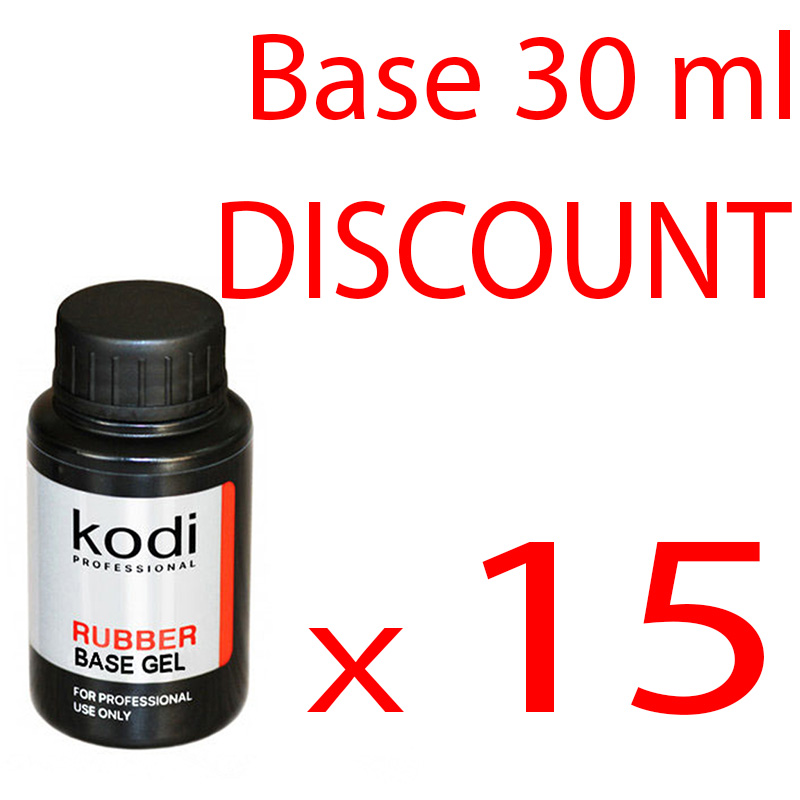 Base 30 ml
DISCOUNT
kodi
PROFESSIONAL
RUBBER
BASE GEL
FOR PROFESSIONAL
USE ONLY
x 15